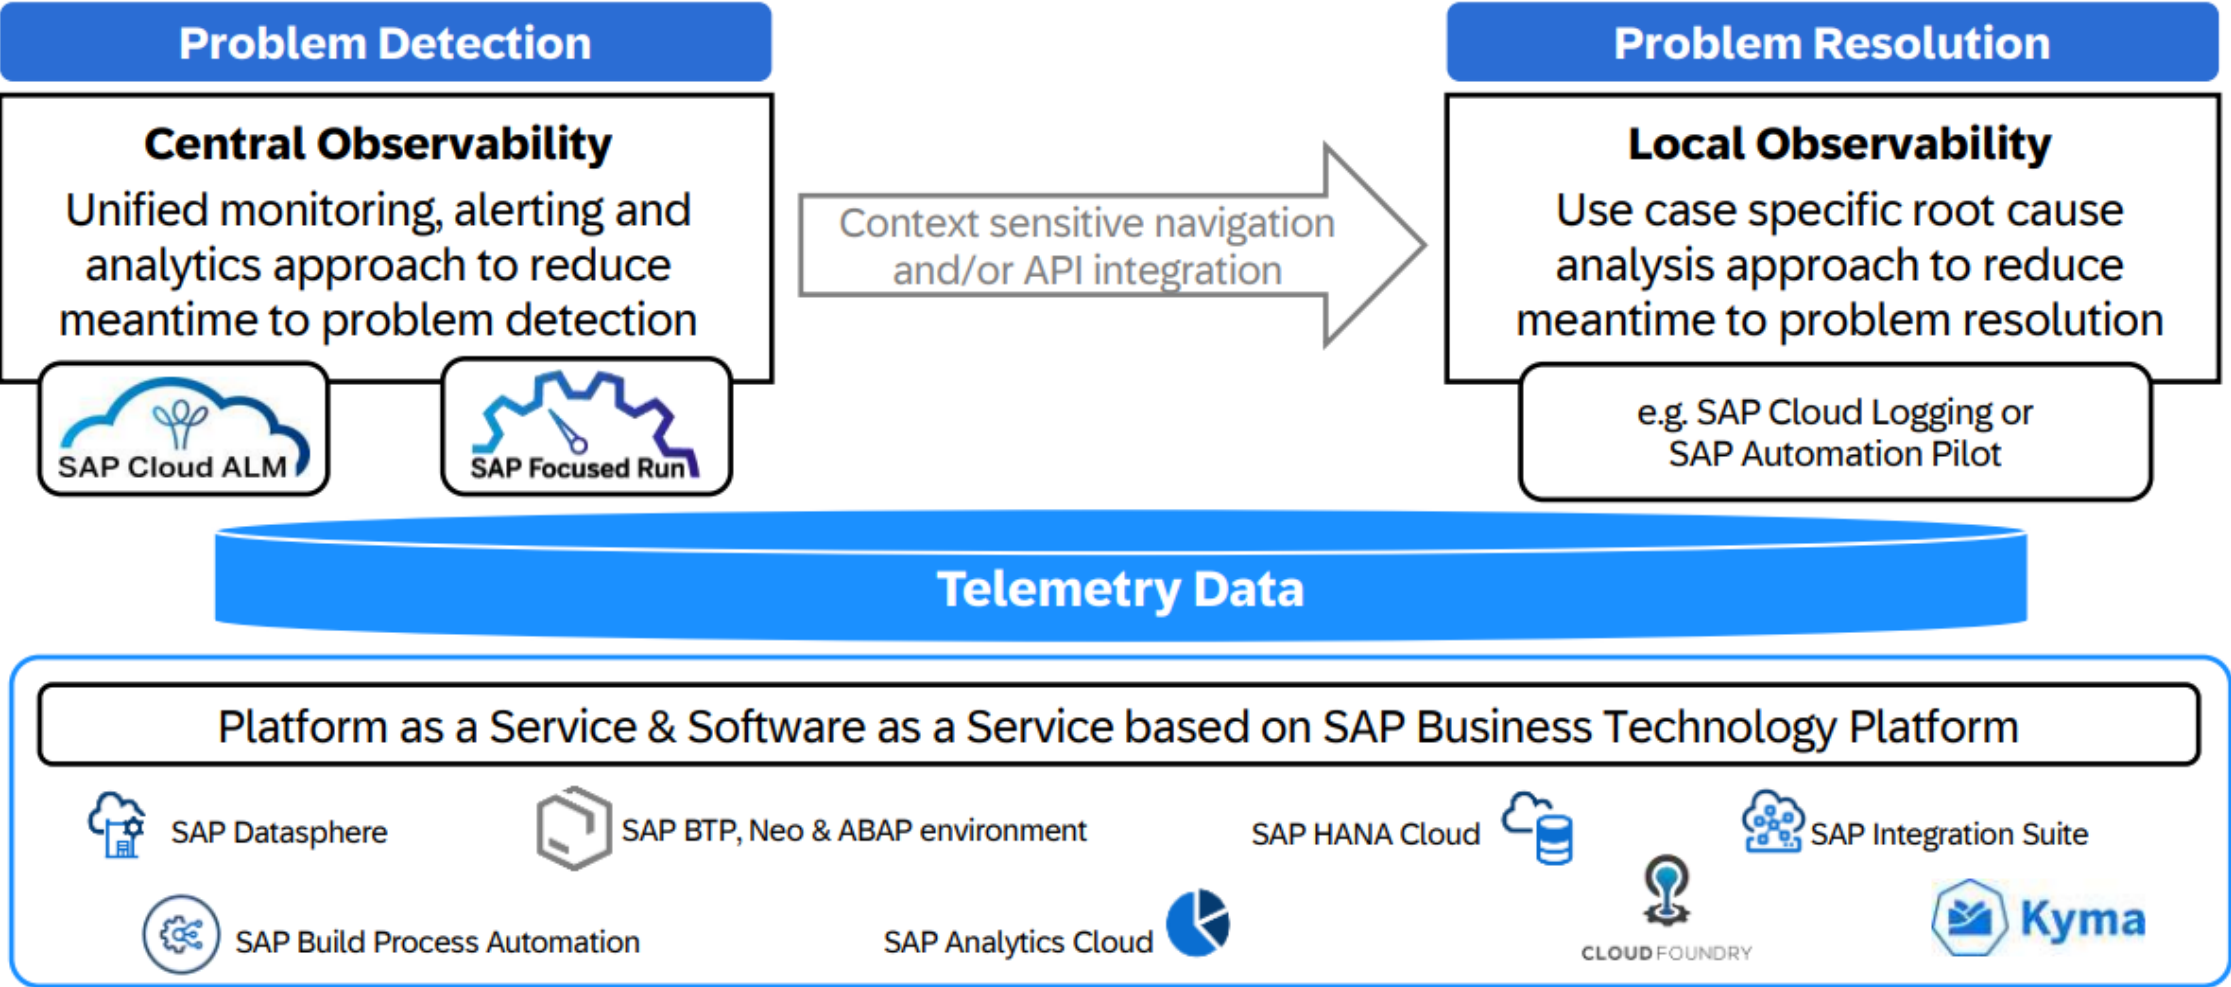 Problem Detection
Central Observability
Unified monitoring, alerting and
analytics approach to reduce
meantime to problem detection
SAP Cloud ALM
SAP Focused Run
Context sensitive navigation
and/or API integration
Problem Resolution
Local Observability
Use case specific root cause
analysis approach to reduce
meantime to problem resolution
e.g. SAP Cloud Logging or
SAP Automation Pilot
Telemetry Data
Platform as a Service & Software as a Service based on SAP Business Technology Platform
SAP Datasphere
SAP BTP, Neo & ABAP environment
SAP HANA Cloud
SAP Integration Suite
SAP Build Process Automation
SAP Analytics Cloud
CLOUD FOUNDRY
Kyma